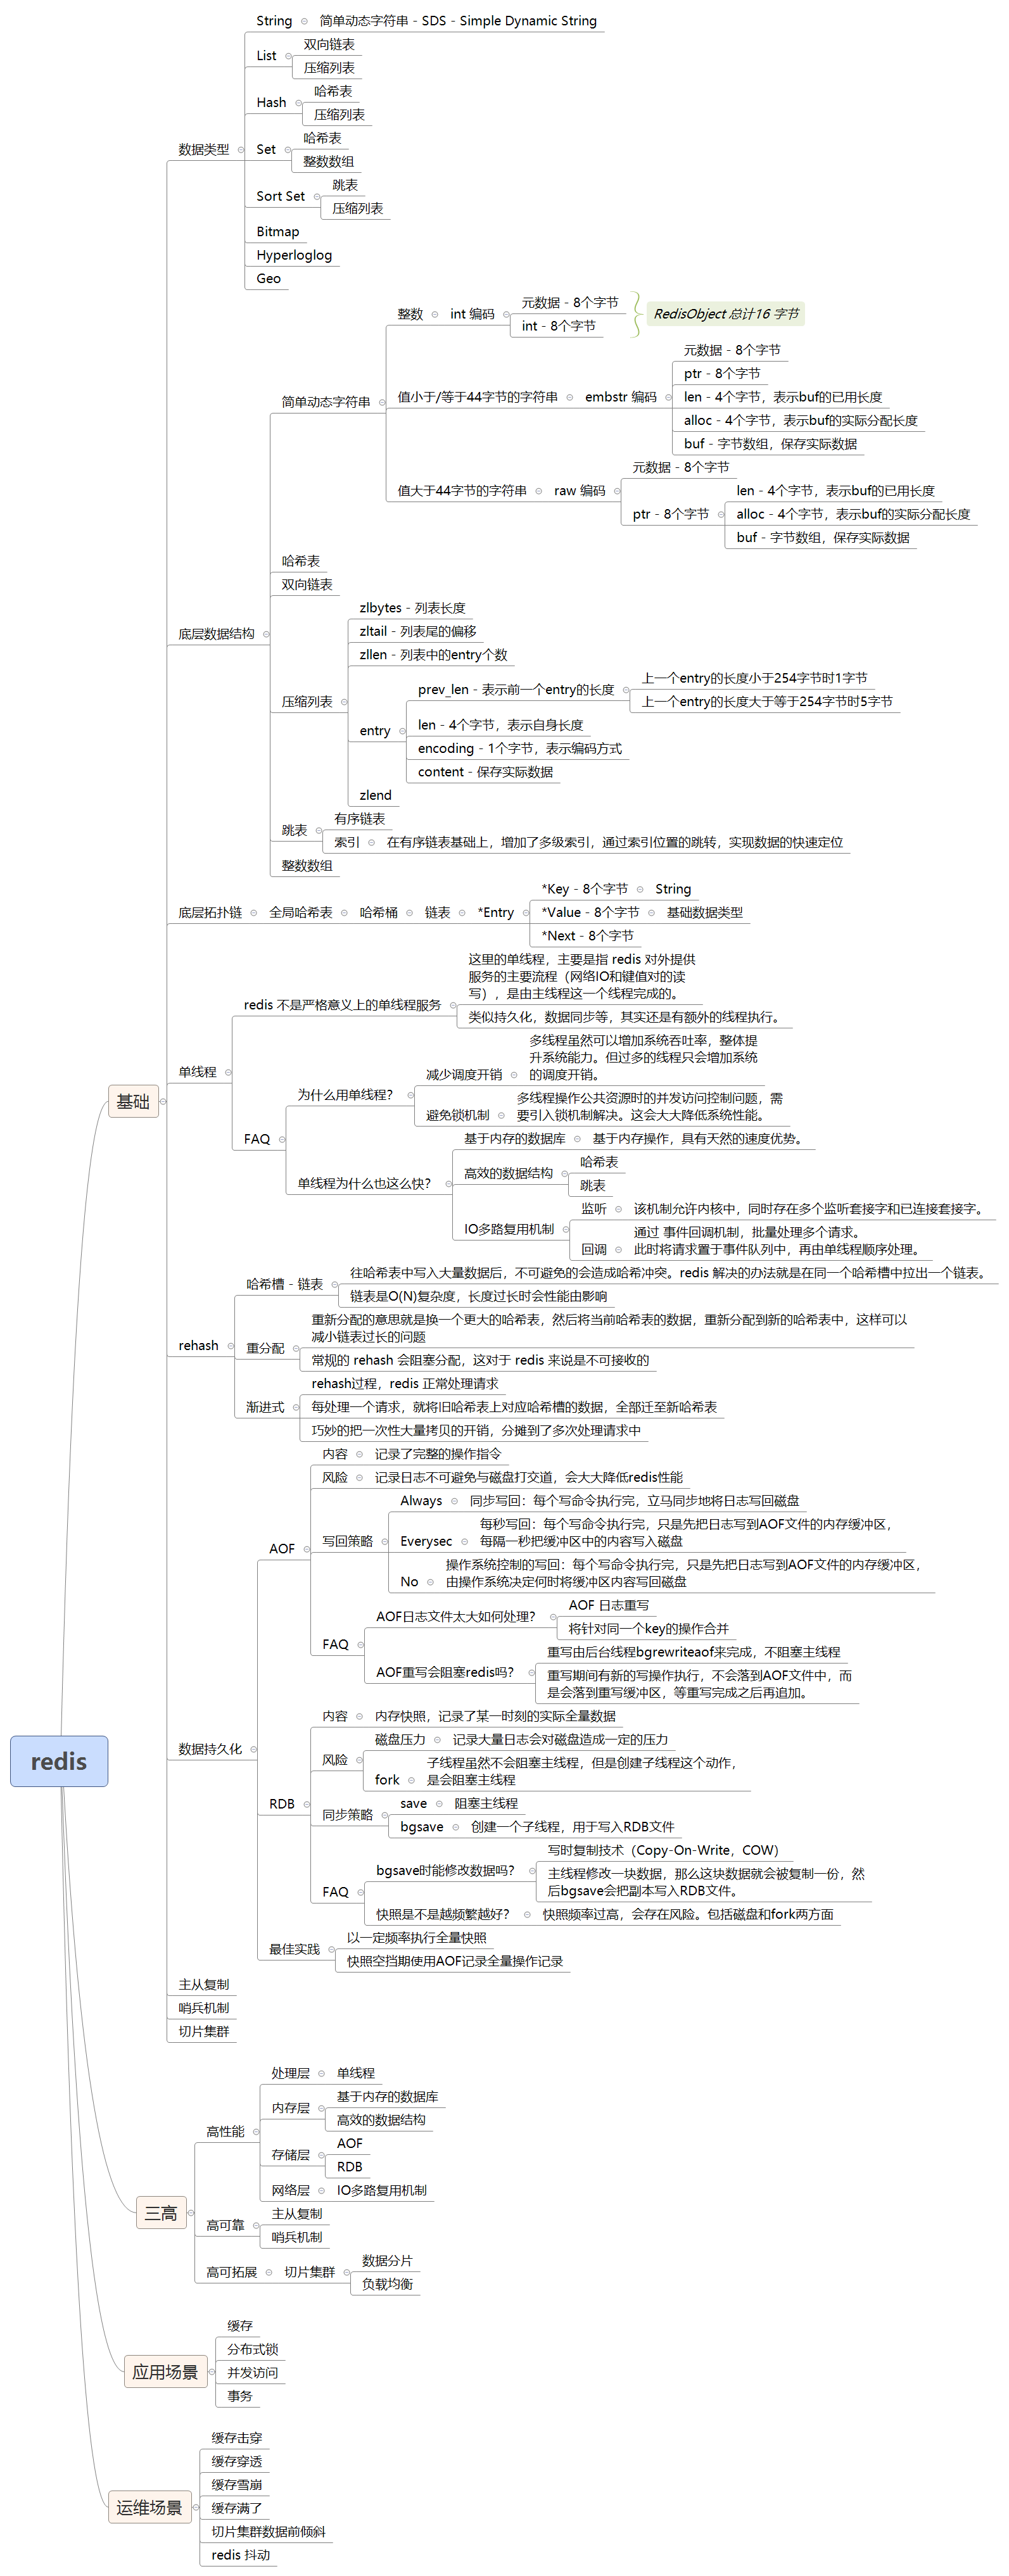 String
简单动态字符串 - SDS - Simple Dynamic String
List
双向链表
压缩列表
Hash
哈希表
压缩列表
数据类型
Set
哈希表
整数数组
Sort Set
跳表
压缩列表
Bitmap
Hyperloglog
Geo
整数
int 编码
元数据 - 8个字节
int - 8个字节
RedisObject 总计16 字节
简单动态字符串
值小于/等于44字节的字符串
embstr 编码
元数据 - 8个字节
ptr - 8个字节
len - 4个字节，表示buf的已用长度
alloc - 4个字节，表示buf的实际分配长度
buf - 字节数组，保存实际数据
值大于44字节的字符串
raw 编码
元数据 - 8个字节
ptr - 8个字节
len - 4个字节，表示buf的已用长度
alloc - 4个字节，表示buf的实际分配长度
buf - 字节数组，保存实际数据
哈希表
双向链表
底层数据结构
压缩列表
zlbytes - 列表长度
zltail - 列表尾的偏移
zllen - 列表中的entry个数
entry
prev_len - 表示前一个entry的长度
上一个entry的长度小于254字节时1字节
上一个entry的长度大于等于254字节时5字节
len - 4个字节，表示自身长度
encoding - 1个字节，表示编码方式
content - 保存实际数据
zlend
跳表
有序链表
索引
在有序链表基础上，增加了多级索引，通过索引位置的跳转，实现数据的快速定位
整数数组
底层拓扑链
全局哈希表
哈希桶
链表
*Entry
*Key - 8个字节
String
*Value - 8个字节
基础数据类型
*Next - 8个字节
基础
单线程
redis 不是严格意义上的单线程服务
这里的单线程，主要是指 redis 对外提供
服务的主要流程（网络IO和键值对的读
写），是由主线程这一个线程完成的。
类似持久化，数据同步等，其实还是有额外的线程执行。
FAQ
为什么用单线程？
减少调度开销
多线程虽然可以增加系统吞吐率，整体提
升系统能力。但过多的线程只会增加系统
的调度开销。
避免锁机制
多线程操作公共资源时的并发访问控制问题，需
要引入锁机制解决。这会大大降低系统性能。
单线程为什么也这么快？
基于内存的数据库
基于内存操作，具有天然的速度优势。
高效的数据结构
哈希表
跳表
IO多路复用机制
监听
该机制允许内核中，同时存在多个监听套接字和已连接套接字。
回调
通过 事件回调机制，批量处理多个请求。
此时将请求置于事件队列中，再由单线程顺序处理。
rehash
哈希槽 - 链表
往哈希表中写入大量数据后，不可避免的会造成哈希冲突。redis 解决的办法就是在同一个哈希槽中拉出一个链表。
链表是O(N)复杂度，长度过长时会性能由影响
重分配
重新分配的意思就是换一个更大的哈希表，然后将当前哈希表的数据，重新分配到新的哈希表中，这样可以
减小链表过长的问题
常规的 rehash 会阻塞分配，这对于 redis 来说是不可接收的
渐进式
rehash过程，redis 正常处理请求
每处理一个请求，就将旧哈希表上对应哈希槽的数据，全部迁至新哈希表
巧妙的把一次性大量拷贝的开销，分摊到了多次处理请求中
数据持久化
AOF
内容
记录了完整的操作指令
风险
记录日志不可避免与磁盘打交道，会大大降低redis性能
写回策略
Always
同步写回：每个写命令执行完，立马同步地将日志写回磁盘
Everysec
每秒写回：每个写命令执行完，只是先把日志写到AOF文件的内存缓冲区，
每隔一秒把缓冲区中的内容写入磁盘
No
操作系统控制的写回：每个写命令执行完，只是先把日志写到AOF文件的内存缓冲区，
由操作系统决定何时将缓冲区内容写回磁盘
FAQ
AOF日志文件太大如何处理？
AOF 日志重写
将针对同一个key的操作合并
AOF重写会阻塞redis吗？
重写由后台线程bgrewriteaof来完成，不阻塞主线程
重写期间有新的写操作执行，不会落到AOF文件中，而
是会落到重写缓冲区，等重写完成之后再追加。
redis
RDB
内容
内存快照，记录了某一时刻的实际全量数据
风险
磁盘压力
记录大量日志会对磁盘造成一定的压力
fork
子线程虽然不会阻塞主线程，但是创建子线程这个动作，
是会阻塞主线程
同步策略
save
阻塞主线程
bgsave
创建一个子线程，用于写入RDB文件
FAQ
bgsave时能修改数据吗？
写时复制技术（Copy-On-Write，COW）
主线程修改一块数据，那么这块数据就会被复制一份，然
后bgsave会把副本写入RDB文件。
快照是不是越频繁越好？
快照频率过高，会存在风险。包括磁盘和fork两方面
最佳实践
以一定频率执行全量快照
快照空挡期使用AOF记录全量操作记录
主从复制
哨兵机制
切片集群
三高
高性能
处理层
单线程
内存层
基于内存的数据库
高效的数据结构
存储层
AOF
RDB
网络层
IO多路复用机制
高可靠
主从复制
哨兵机制
高可拓展
切片集群
数据分片
负载均衡
应用场景
缓存
分布式锁
并发访问
事务
运维场景
缓存击穿
缓存穿透
缓存雪崩
缓存满了
切片集群数据前倾斜
redis 抖动